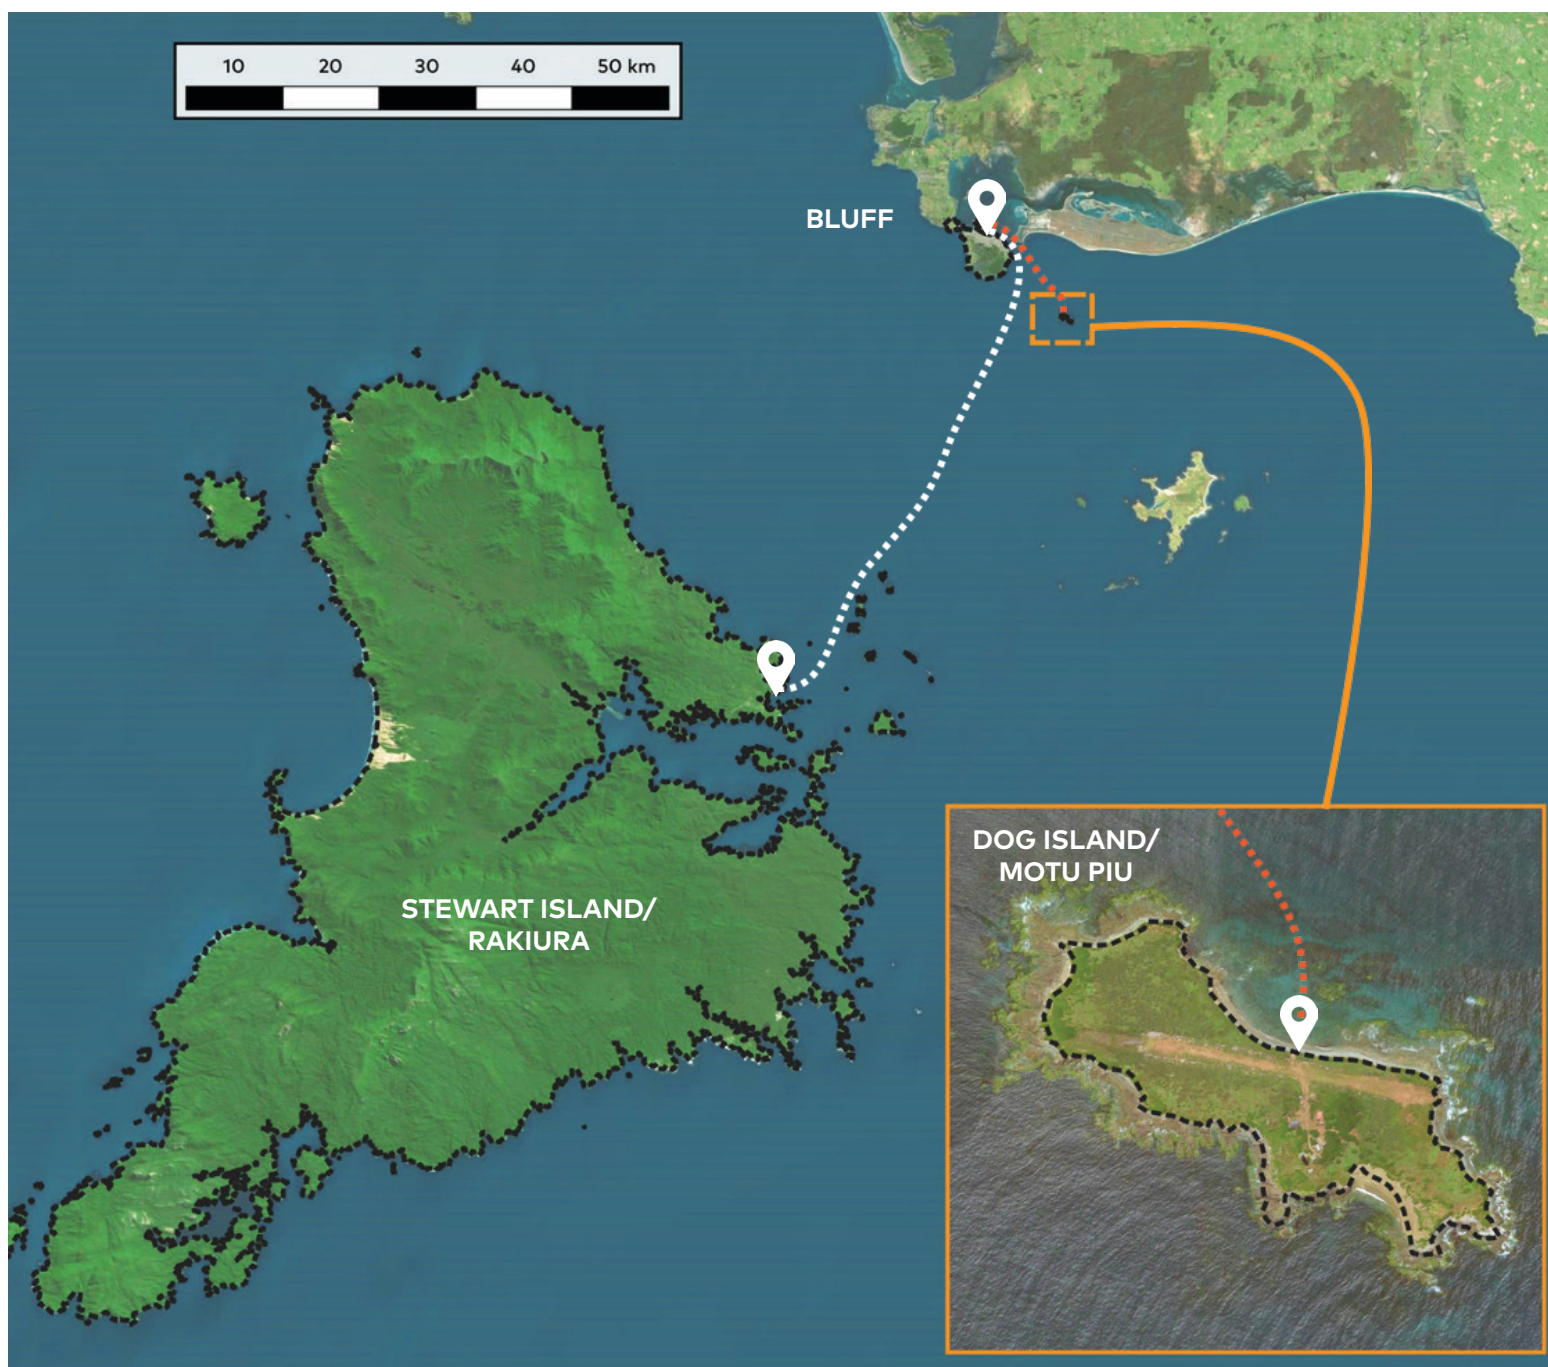 10 20 30 40 50 km
BLUFF
STEWART ISLAND/
RAKIURA
DOG ISLAND/
MOTU PIU